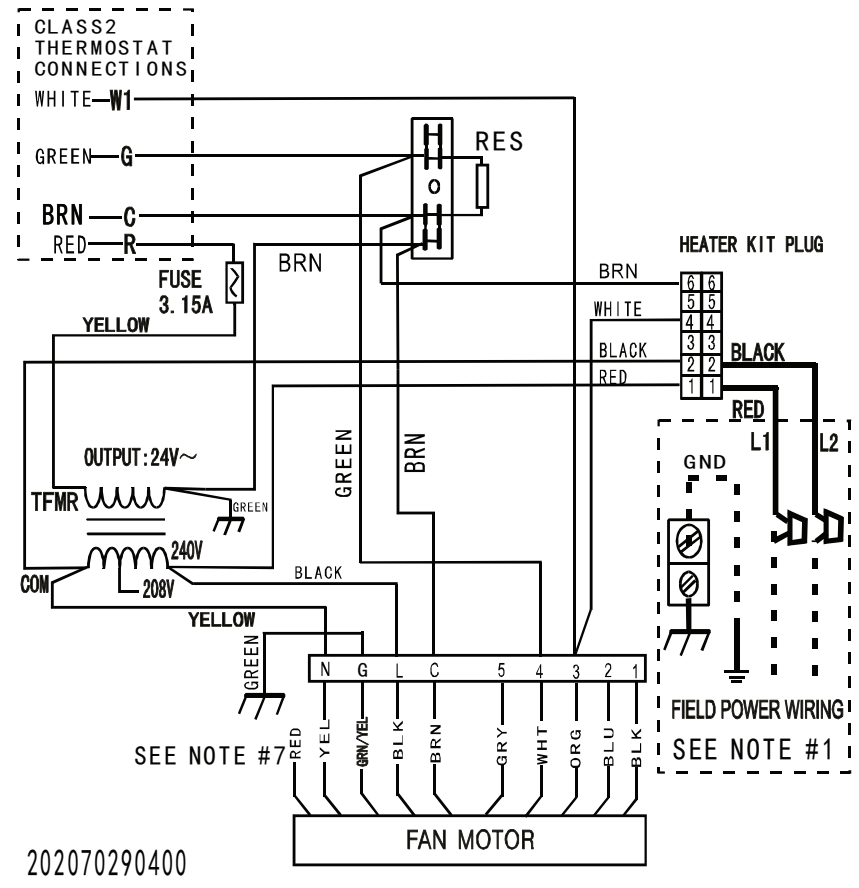 CLASS2
THERMOSTAT
CONNECTIONS
WHITE W1
GREEN G
BRN C
RED R
RES
BRN
FUSE
3.15A
YELLOW
HEATER KIT PLUG
BRN
6 6
5 5
WHITE
4 4
3 3
BLACK
2 2
BLACK
RED
1 1
RED
L1
L2
OUTPUT:24V~
GREEN
BRN
GND
TFMR
GREEN
240V
COM
208V
BLACK
YELLOW
GREEN
N G L C 5 4 3 2 1
FIELD POWER WIRING
SEE NOTE #1
SEE NOTE #7
RED
YEL
GRN/YEL
BLK
BRN
GRY
WHT
ORG
BLU
BLK
FAN MOTOR
202070290400